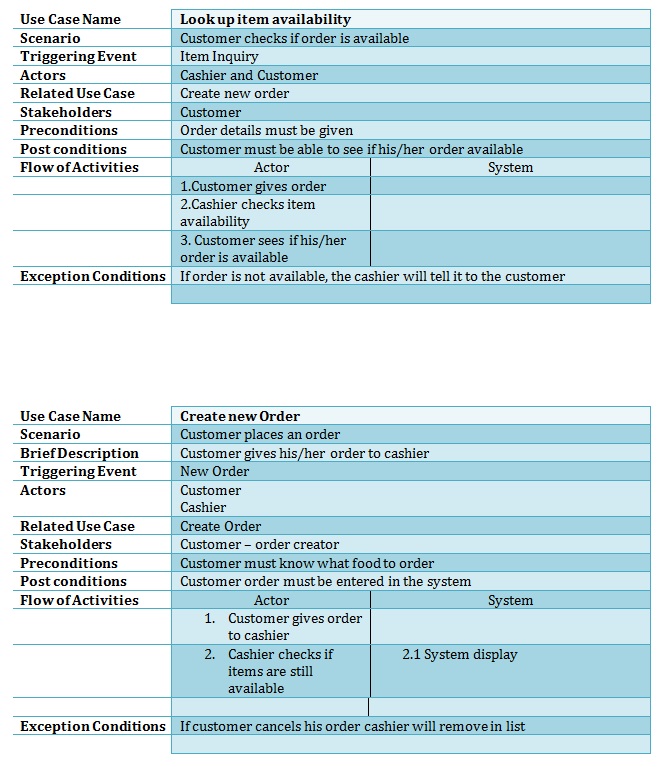 Use Case Name Look up item availability
Scenario Customer checks if order is available
Triggering Event Item Inquiry
Actors Cashier and Customer
Related Use Case Create new order
Stakeholders Customer
Preconditions Order details must be given
Post conditions Customer must be able to see if his/her order available
Flow of Activities Actor System
1.Customer gives order
2.Cashier checks item
availability
3. Customer sees if his/her
order is available
Exception Conditions If order is not available, the cashier will tell it to the customer
Use Case Name Create new Order
Scenario Customer places an order
Brief Description Customer gives his/her order to cashier
Triggering Event New Order
Actors Customer
Cashier
Related Use Case Create Order
Stakeholders Customer – order creator
Preconditions Customer must know what food to order
Post conditions Customer order must be entered in the system
Flow of Activities Actor System
1. Customer gives order
to cashier
2. Cashier checks if 2.1 System display
items are still
available
Exception Conditions If customer cancels his order cashier will remove in list